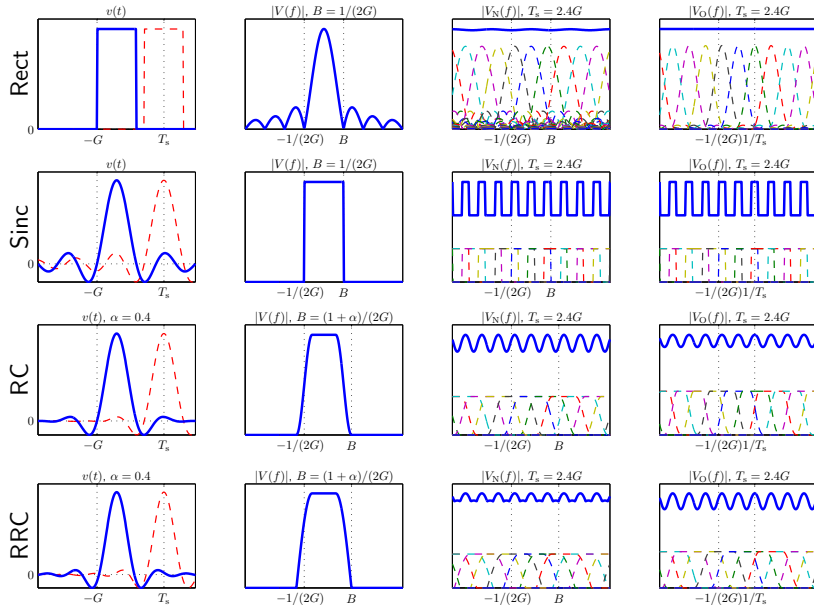 v(t) |V(f)|, B = 1/(2G) |V_N(f)|, T_s = 2.4G |V_O(f)|, T_s = 2.4G
Rect
0
−G T_s −1/(2G) B −1/(2G) B −1/(2G)1/T_s
v(t) |V(f)|, B = 1/(2G) |V_N(f)|, T_s = 2.4G |V_O(f)|, T_s = 2.4G
Sinc
0
−G T_s −1/(2G) B −1/(2G) B −1/(2G)1/T_s
v(t), α = 0.4 |V(f)|, B = (1 + α)/(2G) |V_N(f)|, T_s = 2.4G |V_O(f)|, T_s = 2.4G
RC
0
−G T_s −1/(2G) B −1/(2G) B −1/(2G)1/T_s
v(t), α = 0.4 |V(f)|, B = (1 + α)/(2G) |V_N(f)|, T_s = 2.4G |V_O(f)|, T_s = 2.4G
RRC
0
−G T_s −1/(2G) B −1/(2G) B −1/(2G)1/T_s